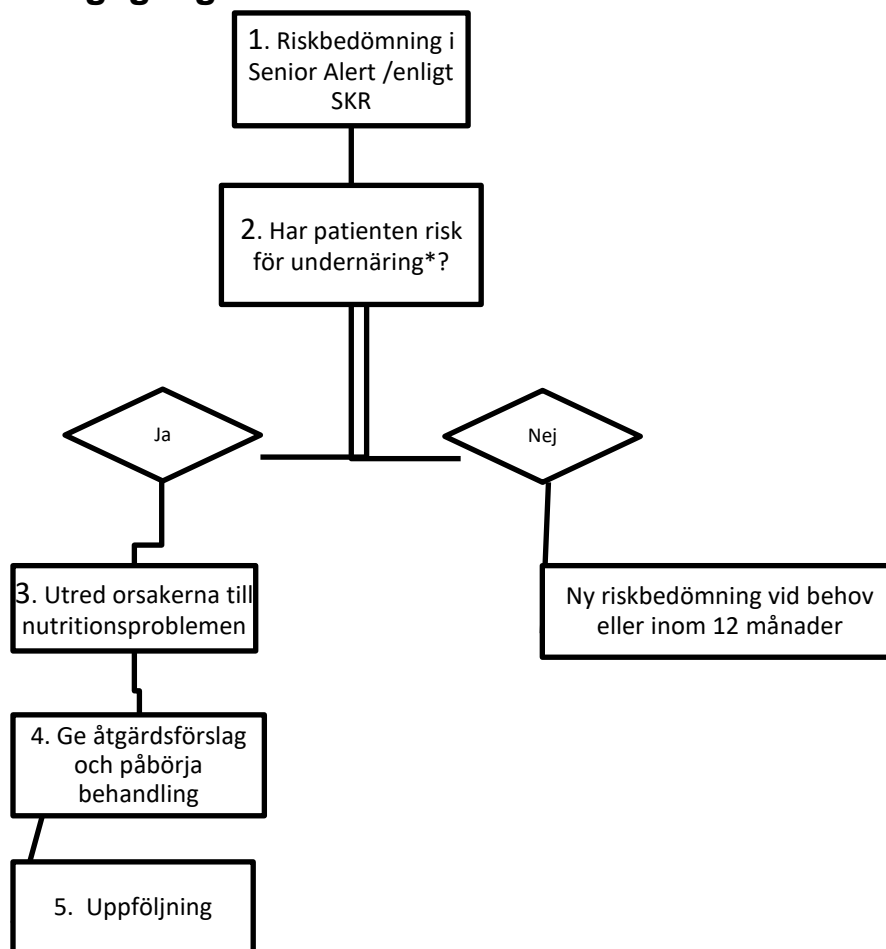 1. Riskbedömning i
Senior Alert /enligt
SKR
2. Har patienten risk
för undernäring*?
Ja
Nej
3. Utred orsakerna till
nutritionsproblemen
Ny riskbedömning vid behov
eller inom 12 månader
4. Ge åtgärdsförslag
och påbörja
behandling
5. Uppföljning